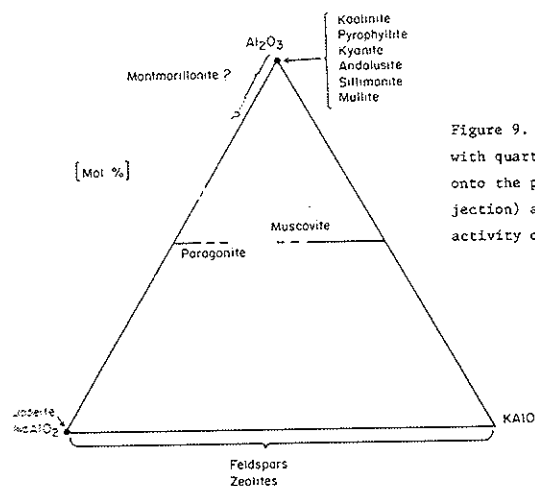 Al2O3
Kaolinite
Pyrophyllite
Kyanite
Andalusite
Sillimanite
Mullite
Montmorillonite ?
?
[Mol %]
Figure 9.
with quart
onto the p
jection) a
activity o
Paragonite
Muscovite
NaAlO2
KAlO
Feldspars
Zeolites